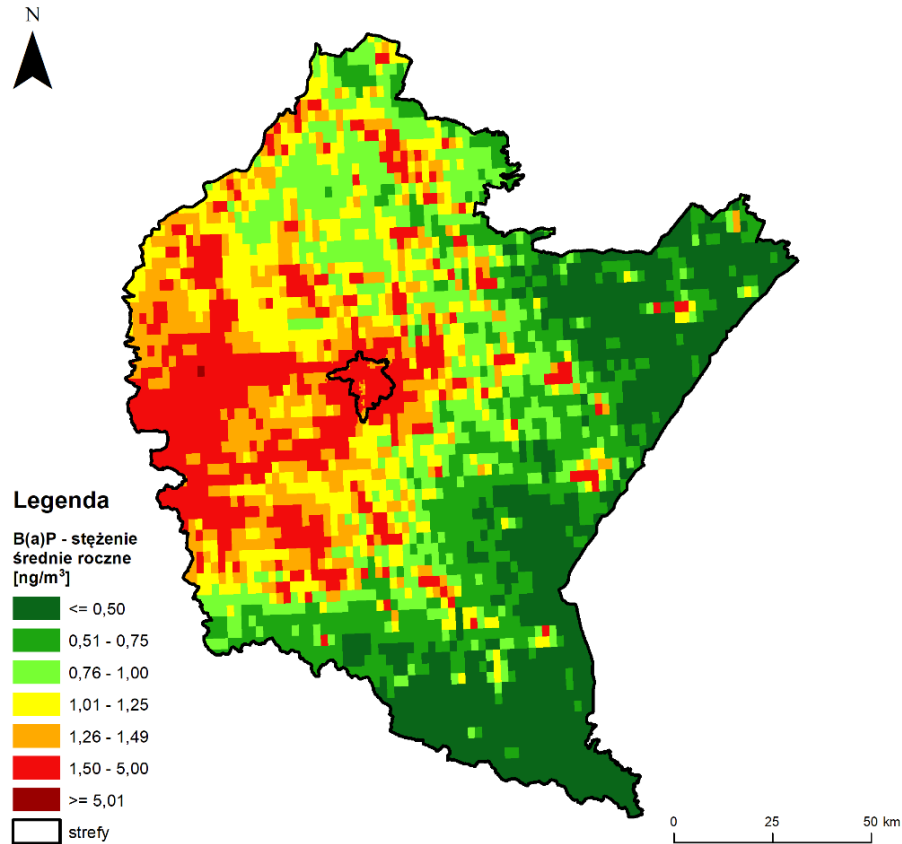 N
Legenda
B(a)P - stężenie
średnie roczne
[ng/m³]
<= 0,50
0,51 - 0,75
0,76 - 1,00
1,01 - 1,25
1,26 - 1,49
1,50 - 5,00
>= 5,01
strefy
0 25 50 km